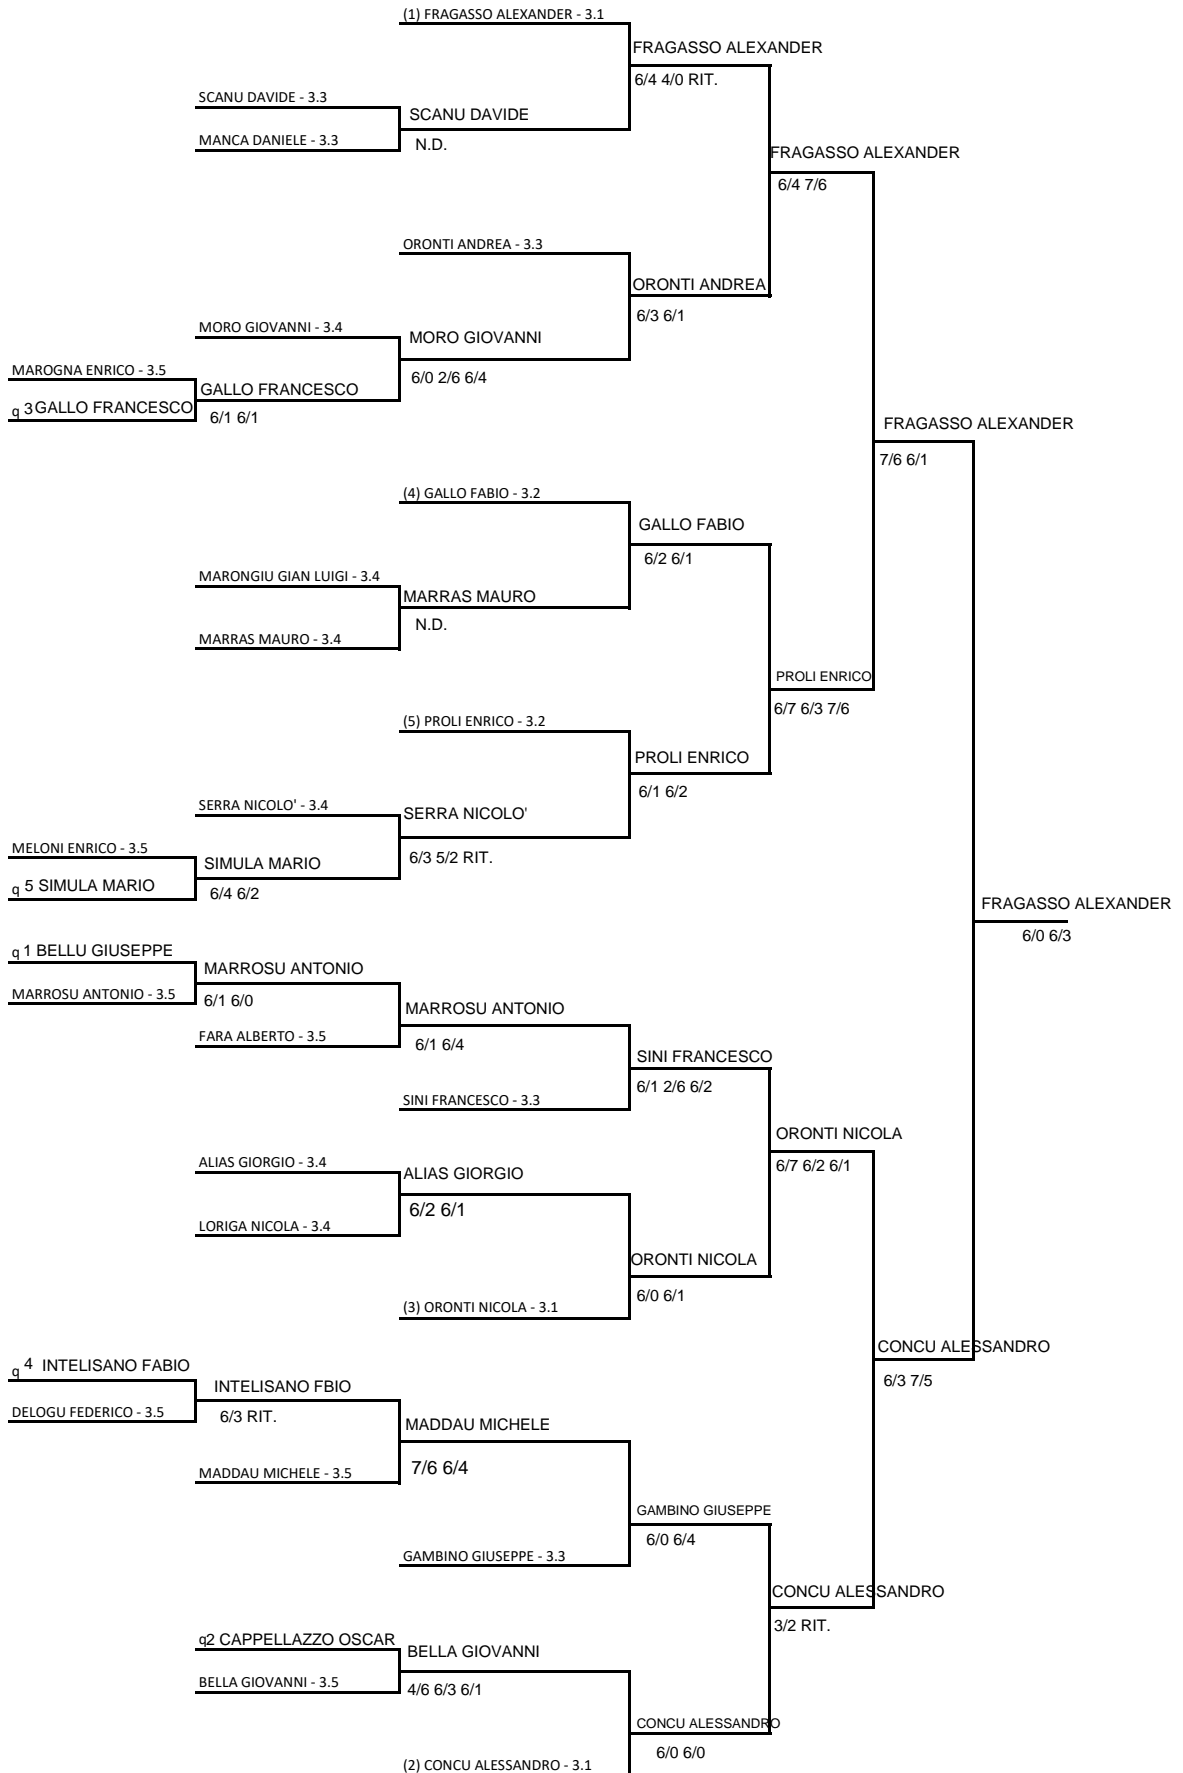 (1) FRAGASSO ALEXANDER - 3.1
FRAGASSO ALEXANDER
6/4 4/0 RIT.
SCANU DAVIDE - 3.3
SCANU DAVIDE
MANCA DANIELE - 3.3
N.D.
FRAGASSO ALEXANDER
6/4 7/6
ORONTI ANDREA - 3.3
ORONTI ANDREA
6/3 6/1
MORO GIOVANNI - 3.4
MORO GIOVANNI
6/0 2/6 6/4
MAROGNA ENRICO - 3.5
GALLO FRANCESCO
q 3 GALLO FRANCESCO
6/1 6/1
FRAGASSO ALEXANDER
7/6 6/1
(4) GALLO FABIO - 3.2
GALLO FABIO
6/2 6/1
MARONGIU GIAN LUIGI - 3.4
MARRAS MAURO
N.D.
MARRAS MAURO - 3.4
PROLI ENRICO
6/7 6/3 7/6
(5) PROLI ENRICO - 3.2
PROLI ENRICO
6/1 6/2
SERRA NICOLO' - 3.4
SERRA NICOLO'
6/3 5/2 RIT.
MELONI ENRICO - 3.5
SIMULA MARIO
q 5 SIMULA MARIO
6/4 6/2
FRAGASSO ALEXANDER
6/0 6/3
q 1 BELLU GIUSEPPE
MARROSU ANTONIO
MARROSU ANTONIO - 3.5
6/1 6/0
MARROSU ANTONIO
FARA ALBERTO - 3.5
6/1 6/4
SINI FRANCESCO
6/1 2/6 6/2
SINI FRANCESCO - 3.3
ORONTI NICOLA
6/7 6/2 6/1
ALIAS GIORGIO - 3.4
ALIAS GIORGIO
6/2 6/1
LORIGA NICOLA - 3.4
ORONTI NICOLA
6/0 6/1
(3) ORONTI NICOLA - 3.1
CONCU ALESSANDRO
6/3 7/5
q 4 INTELISANO FABIO
INTELISANO FBIO
DELOGU FEDERICO - 3.5
6/3 RIT.
MADDAU MICHELE
7/6 6/4
MADDAU MICHELE - 3.5
GAMBINO GIUSEPPE
6/0 6/4
GAMBINO GIUSEPPE - 3.3
CONCU ALESSANDRO
3/2 RIT.
q2 CAPPELLAZZO OSCAR
BELLA GIOVANNI
BELLA GIOVANNI - 3.5
4/6 6/3 6/1
CONCU ALESSANDRO
6/0 6/0
(2) CONCU ALESSANDRO - 3.1